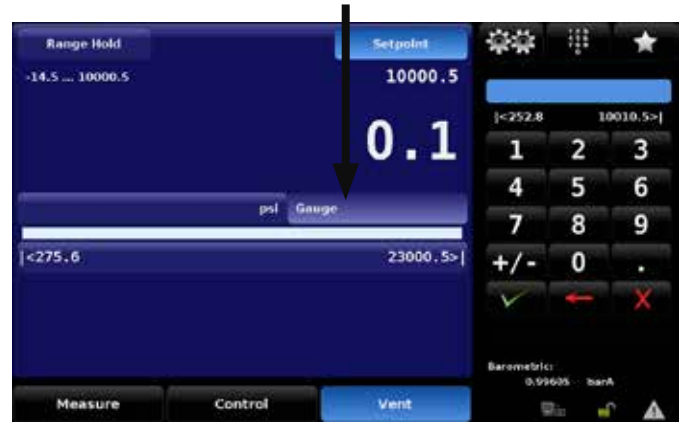 Range Hold
Setpoint
-14.5 ... 10000.5
10000.5
0.1
psi
Gauge
|<275.6
23000.5>|
Measure
Control
Vent
|<252.8
10010.5>|
1 2 3
4 5 6
7 8 9
+/- 0 .
Barometric:
0.99605 barA